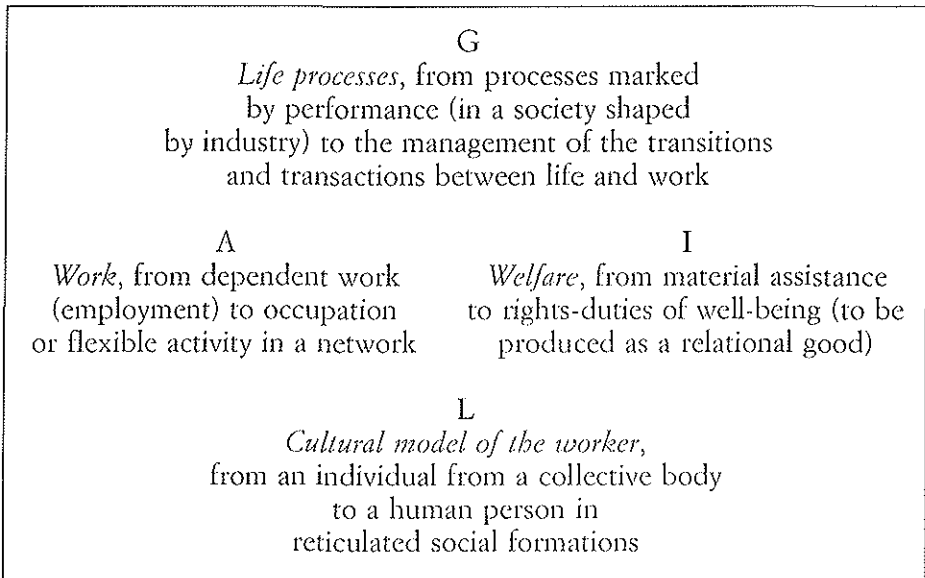 G
Life processes, from processes marked
by performance (in a society shaped
by industry) to the management of the transitions
and transactions between life and work
A
Work, from dependent work
(employment) to occupation
or flexible activity in a network
I
Welfare, from material assistance
to rights-duties of well-being (to be
produced as a relational good)
L
Cultural model of the worker,
from an individual from a collective body
to a human person in
reticulated social formations